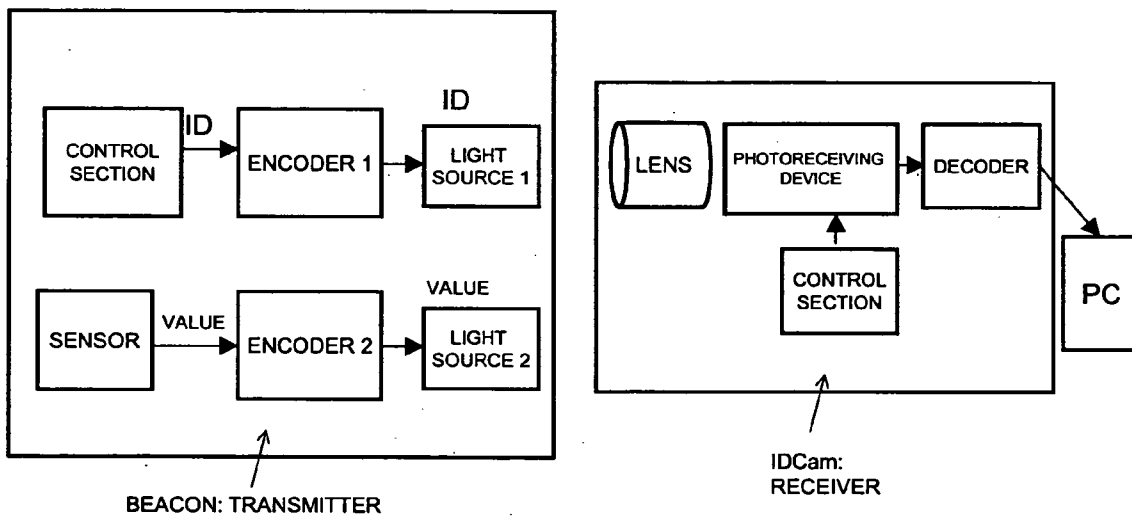 ID
CONTROL
SECTION
ID
ENCODER 1
LIGHT
SOURCE 1
SENSOR
VALUE
ENCODER 2
VALUE
LIGHT
SOURCE 2
BEACON: TRANSMITTER
LENS
PHOTORECEIVING
DEVICE
DECODER
CONTROL
SECTION
PC
IDCam:
RECEIVER